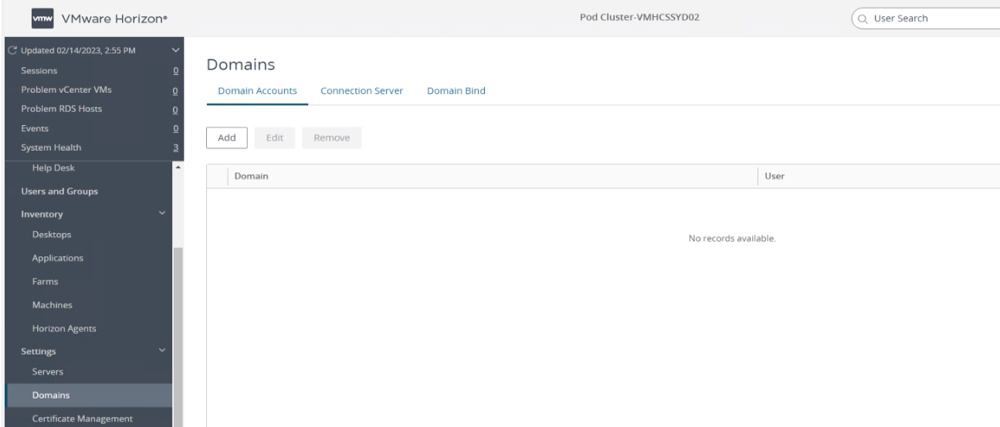 vmw VMware Horizon®
Pod Cluster-VMHCSSYD02
User Search
Updated 02/14/2023, 2:55 PM
Sessions 0
Problem vCenter VMs 0
Problem RDS Hosts 0
Events 0
System Health 3
Help Desk
Users and Groups
Inventory
Desktops
Applications
Farms
Machines
Horizon Agents
Settings
Servers
Domains
Certificate Management
Domains
Domain Accounts Connection Server Domain Bind
Add Edit Remove
Domain User
No records available.